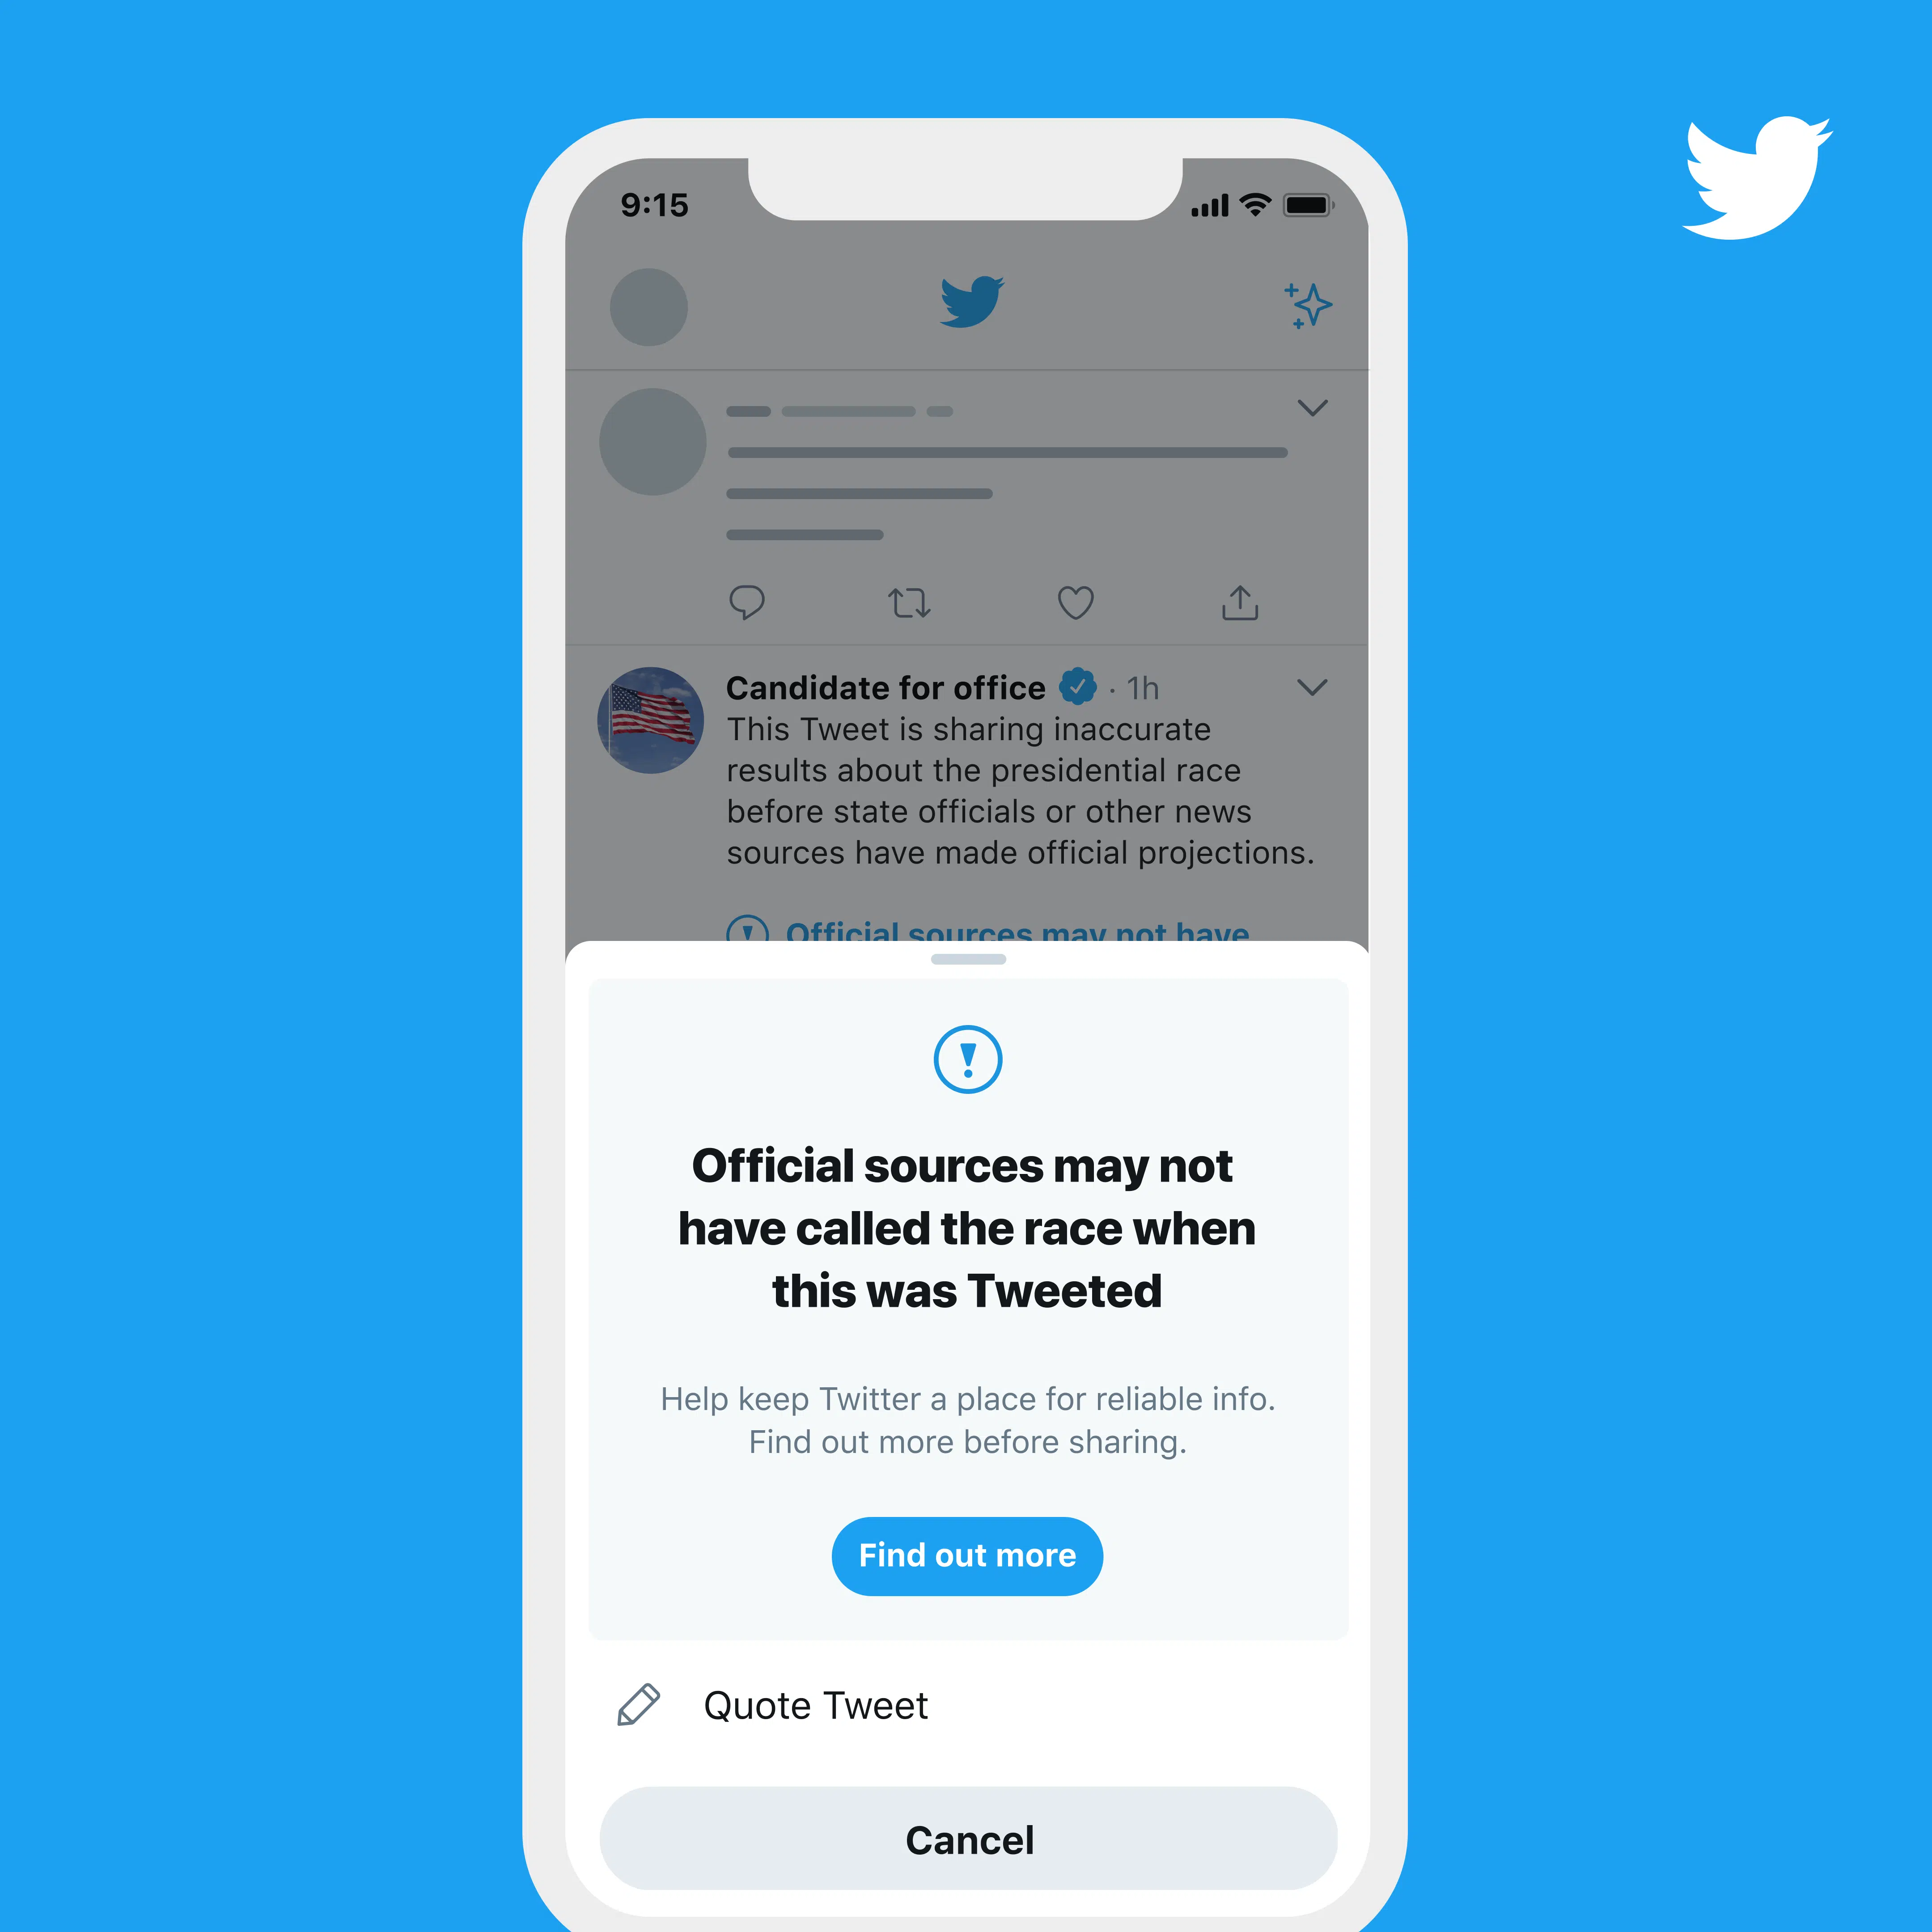 9:15
Candidate for office · 1h
This Tweet is sharing inaccurate
results about the presidential race
before state officials or other news
sources have made official projections.
Official sources may not have
Official sources may not
have called the race when
this was Tweeted
Help keep Twitter a place for reliable info.
Find out more before sharing.
Find out more
Quote Tweet
Cancel